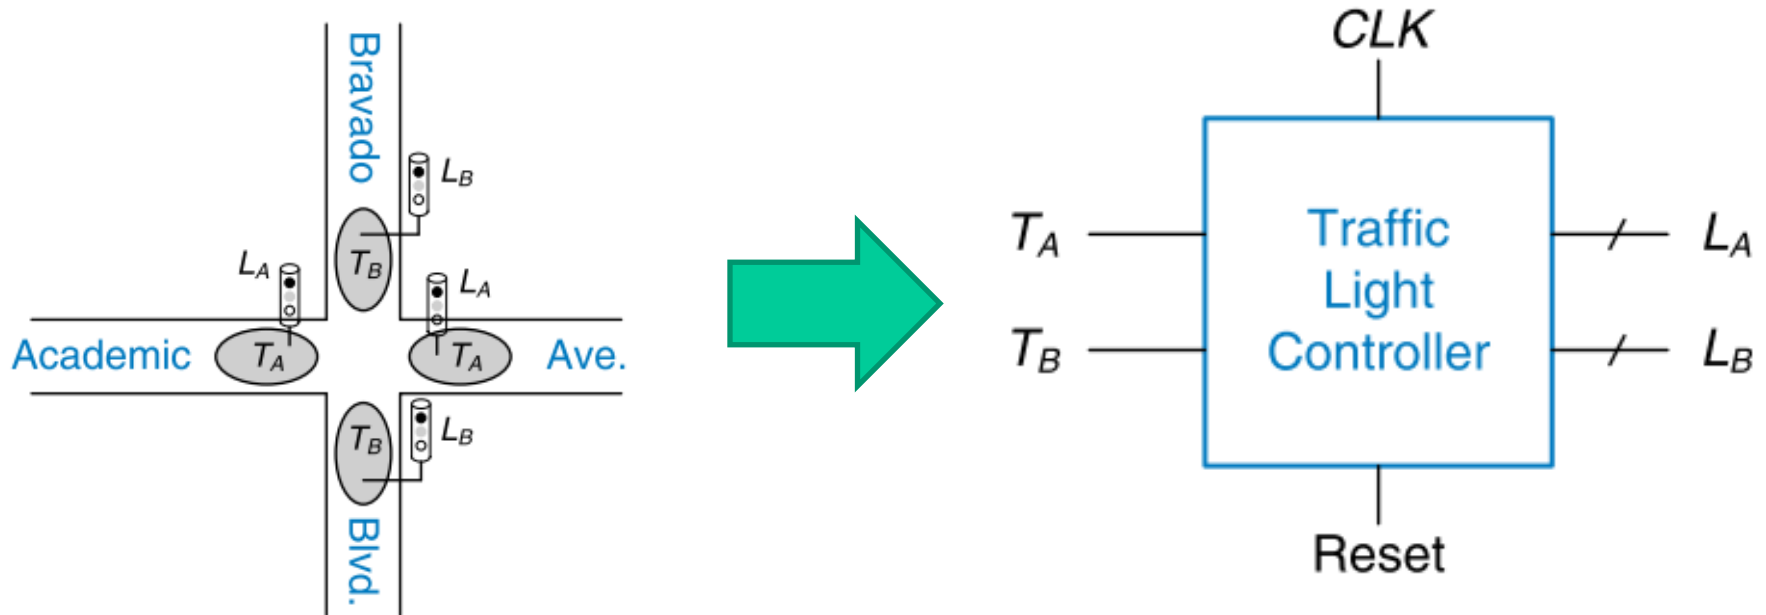 Bravado
L_B
L_A
T_B
L_A
Academic
T_A
T_A
Ave.
T_B
L_B
Blvd.
CLK
T_A
Traffic
Light
Controller
L_A
T_B
L_B
Reset